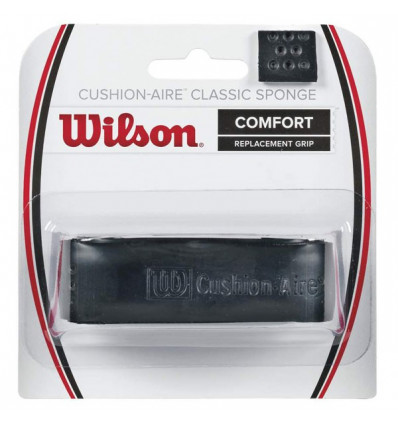 CUSHION-AIRE® CLASSIC SPONGE
Wilson®
COMFORT
REPLACEMENT GRIP
W Cushion Aire®